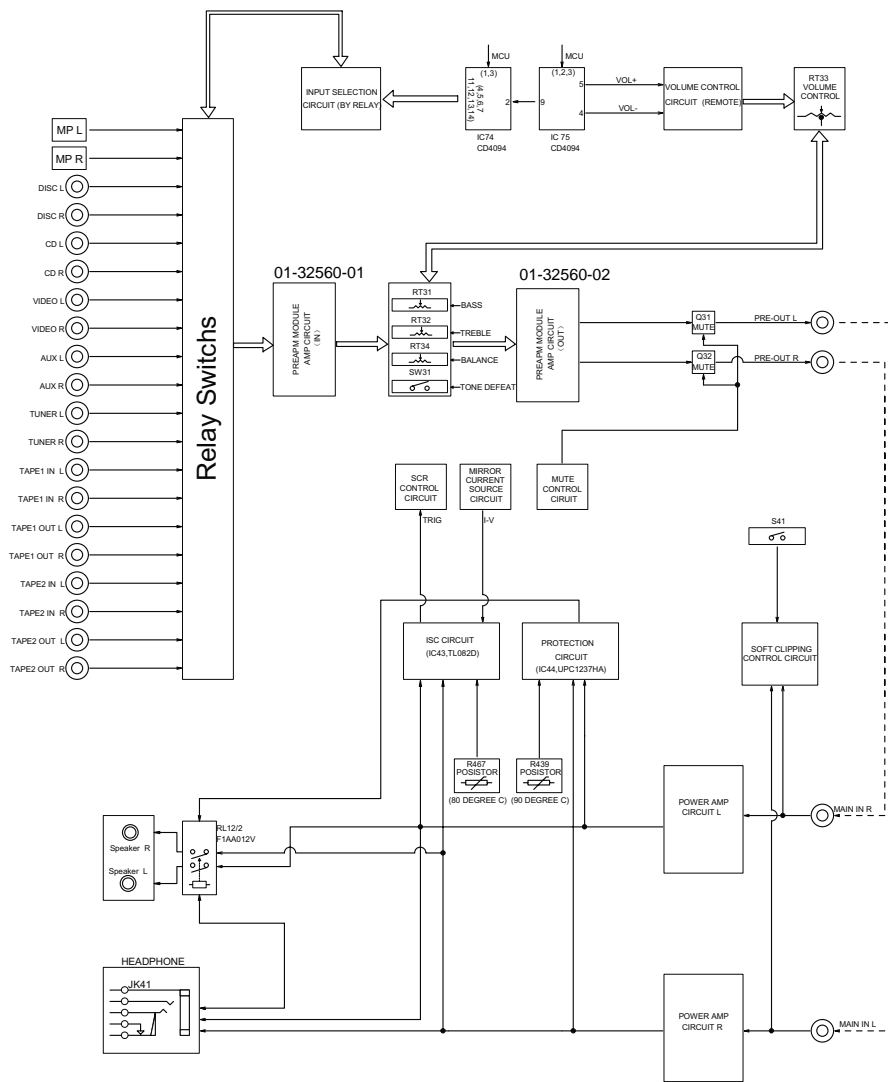 MCU
MCU
INPUT SELECTION
CIRCUIT (BY RELAY)
(1,3)
(4,5,6,7
11,12,13,14)
2
IC74
CD4094
(1,2,3)
9
5
4
IC 75
CD4094
VOL+
VOL-
VOLUME CONTROL
CIRCUIT (REMOTE)
RT33
VOLUME
CONTROL
MP L
MP R
DISC L
DISC R
CD L
CD R
VIDEO L
VIDEO R
AUX L
AUX R
TUNER L
TUNER R
TAPE1 IN L
TAPE1 IN R
TAPE1 OUT L
TAPE1 OUT R
TAPE2 IN L
TAPE2 IN R
TAPE2 OUT L
TAPE2 OUT R
Relay Switchs
01-32560-01
PREAPM MODULE
AMP CIRCUIT
(IN)
RT31
BASS
RT32
TREBLE
RT34
BALANCE
SW31
TONE DEFEAT
01-32560-02
PREAPM MODULE
AMP CIRCUIT
(OUT)
Q31
MUTE
PRE-OUT L
Q32
MUTE
PRE-OUT R
SCR
CONTROL
CIRCUIT
TRIG
MIRROR
CURRENT
SOURCE
CIRCUIT
I-V
MUTE
CONTROL
CIRUIT
S41
ISC CIRCUIT
(IC43,TL082D)
PROTECTION
CIRCUIT
(IC44,UPC1237HA)
SOFT CLIPPING
CONTROL CIRCUIT
R467
POSISTOR
(80 DEGREE C)
R439
POSISTOR
(90 DEGREE C)
POWER AMP
CIRCUIT L
MAIN IN R
RL12/2
F1AA012V
Speaker R
Speaker L
HEADPHONE
JK41
POWER AMP
CIRCUIT R
MAIN IN L